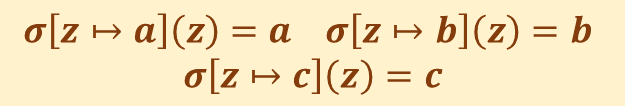 σ[z ↦ a](z) = a σ[z ↦ b](z) = b
σ[z ↦ c](z) = c